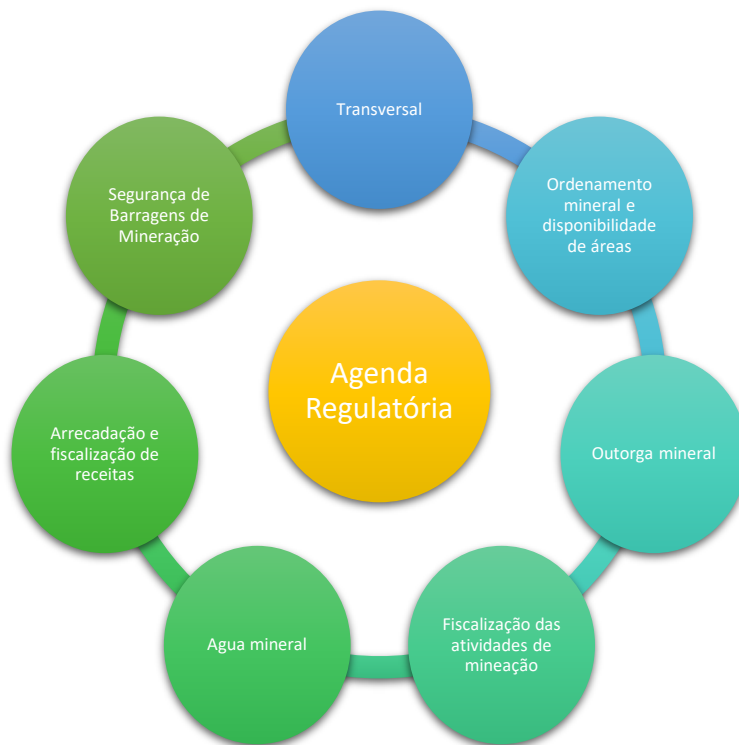 Transversal
Ordenamento
mineral e
disponibilidade
de áreas
Outorga mineral
Fiscalização das
atividades de
mineação
Agua mineral
Arrecadação e
fiscalização de
receitas
Segurança de
Barragens de
Mineração
Agenda
Regulatória